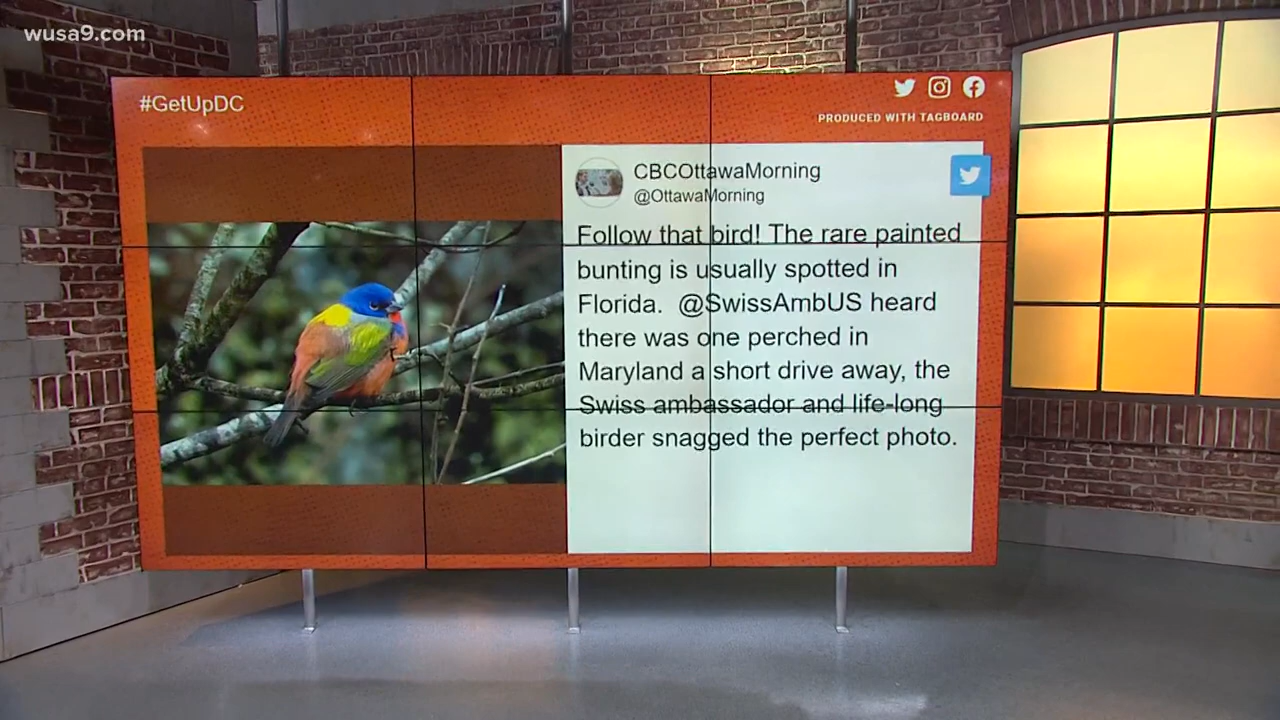 wusa9.com
#GetUpDC
PRODUCED WITH TAGBOARD
CBCOttawaMorning
@OttawaMorning
Follow that bird! The rare painted
bunting is usually spotted in
Florida.  @SwissAmbUS heard
there was one perched in
Maryland a short drive away, the
Swiss ambassador and life-long
birder snagged the perfect photo.